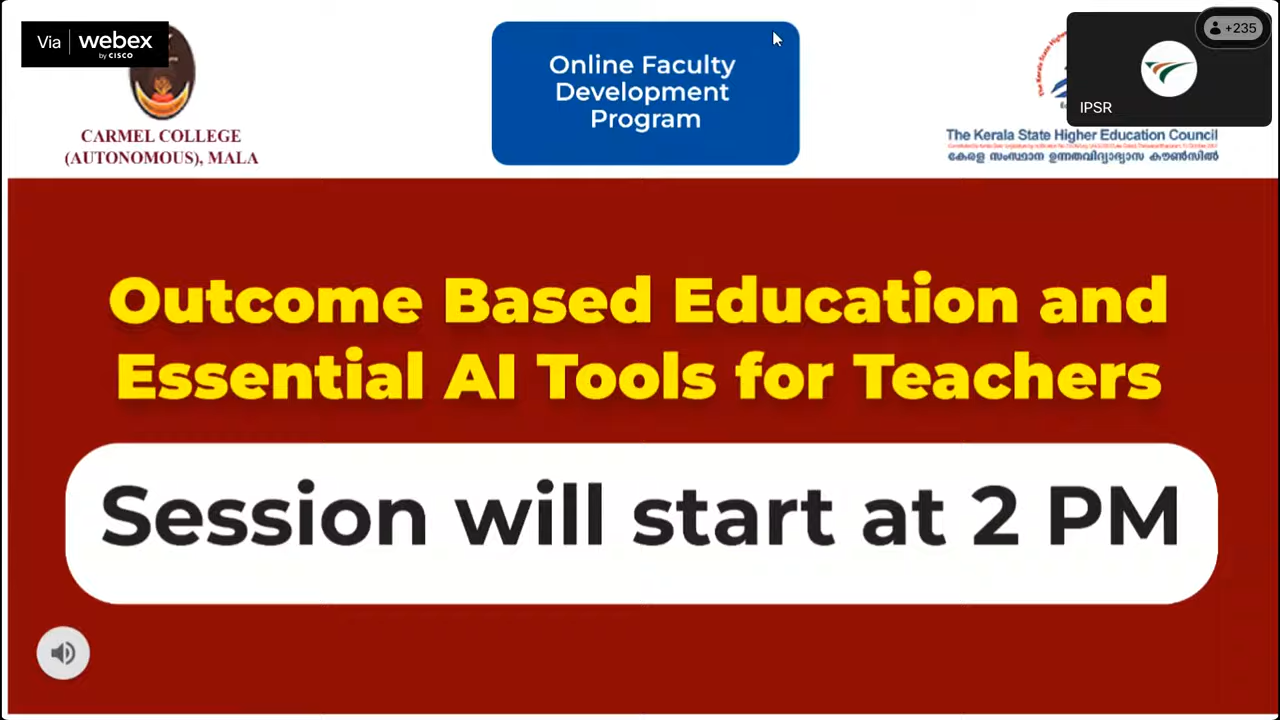 Via webex
by CISCO
CARMEL COLLEGE
(AUTONOMOUS), MALA
Online Faculty
Development
Program
+235
IPSR
The Kerala State Higher Education Council
കേരള സംസ്ഥാന ഉന്നതവിദ്യാഭ്യാസ കൗൺസിൽ
Outcome Based Education and
Essential AI Tools for Teachers
Session will start at 2 PM